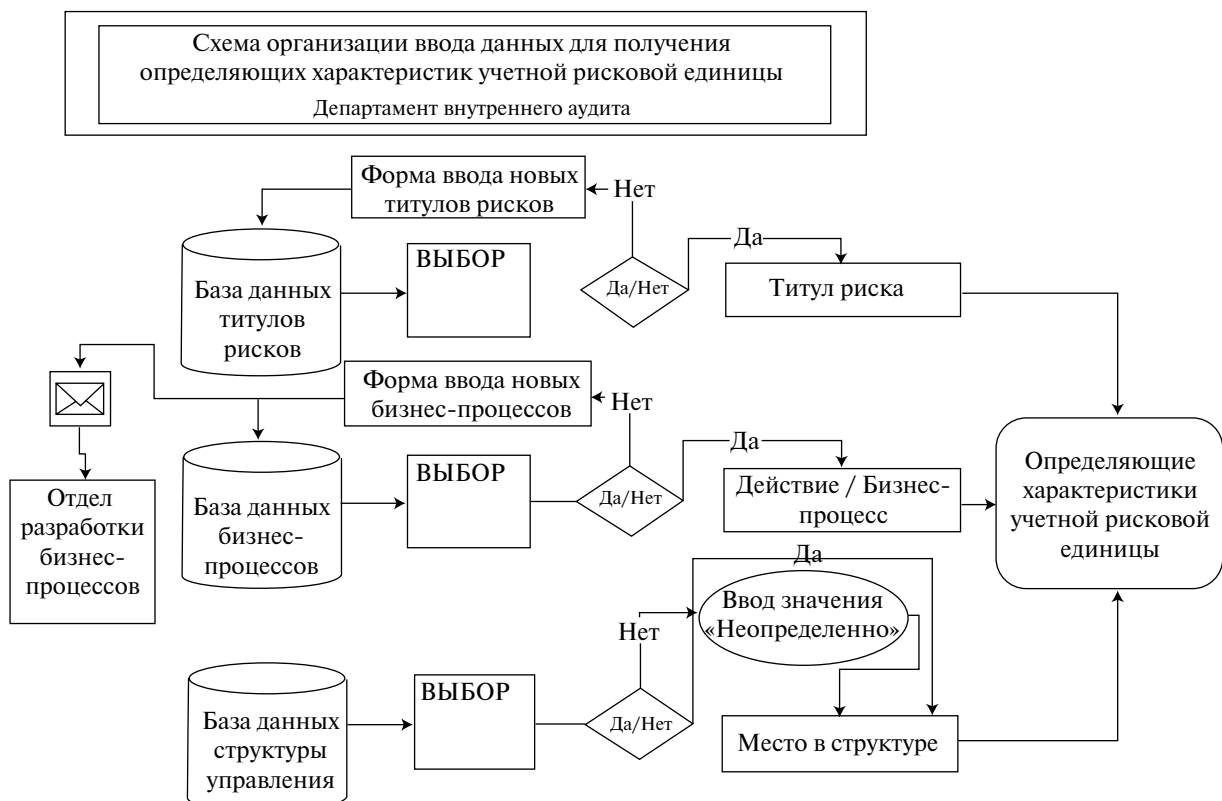 Схема организации ввода данных для получения
определяющих характеристик учетной рисковой единицы
Департамент внутреннего аудита
Форма ввода новых
титулов рисков
Нет
Да
База данных
титулов
рисков
ВЫБОР
Да/Нет
Титул риска
Форма ввода новых
бизнес-процессов
Нет
Да
Отдел
разработки
бизнес-
процессов
База данных
бизнес-
процессов
ВЫБОР
Да/Нет
Действие / Бизнес-
процесс
Определяющие
характеристики
учетной рисковой
единицы
Да
Ввод значения
«Неопределенно»
Нет
База данных
структуры
управления
ВЫБОР
Да/Нет
Место в структуре